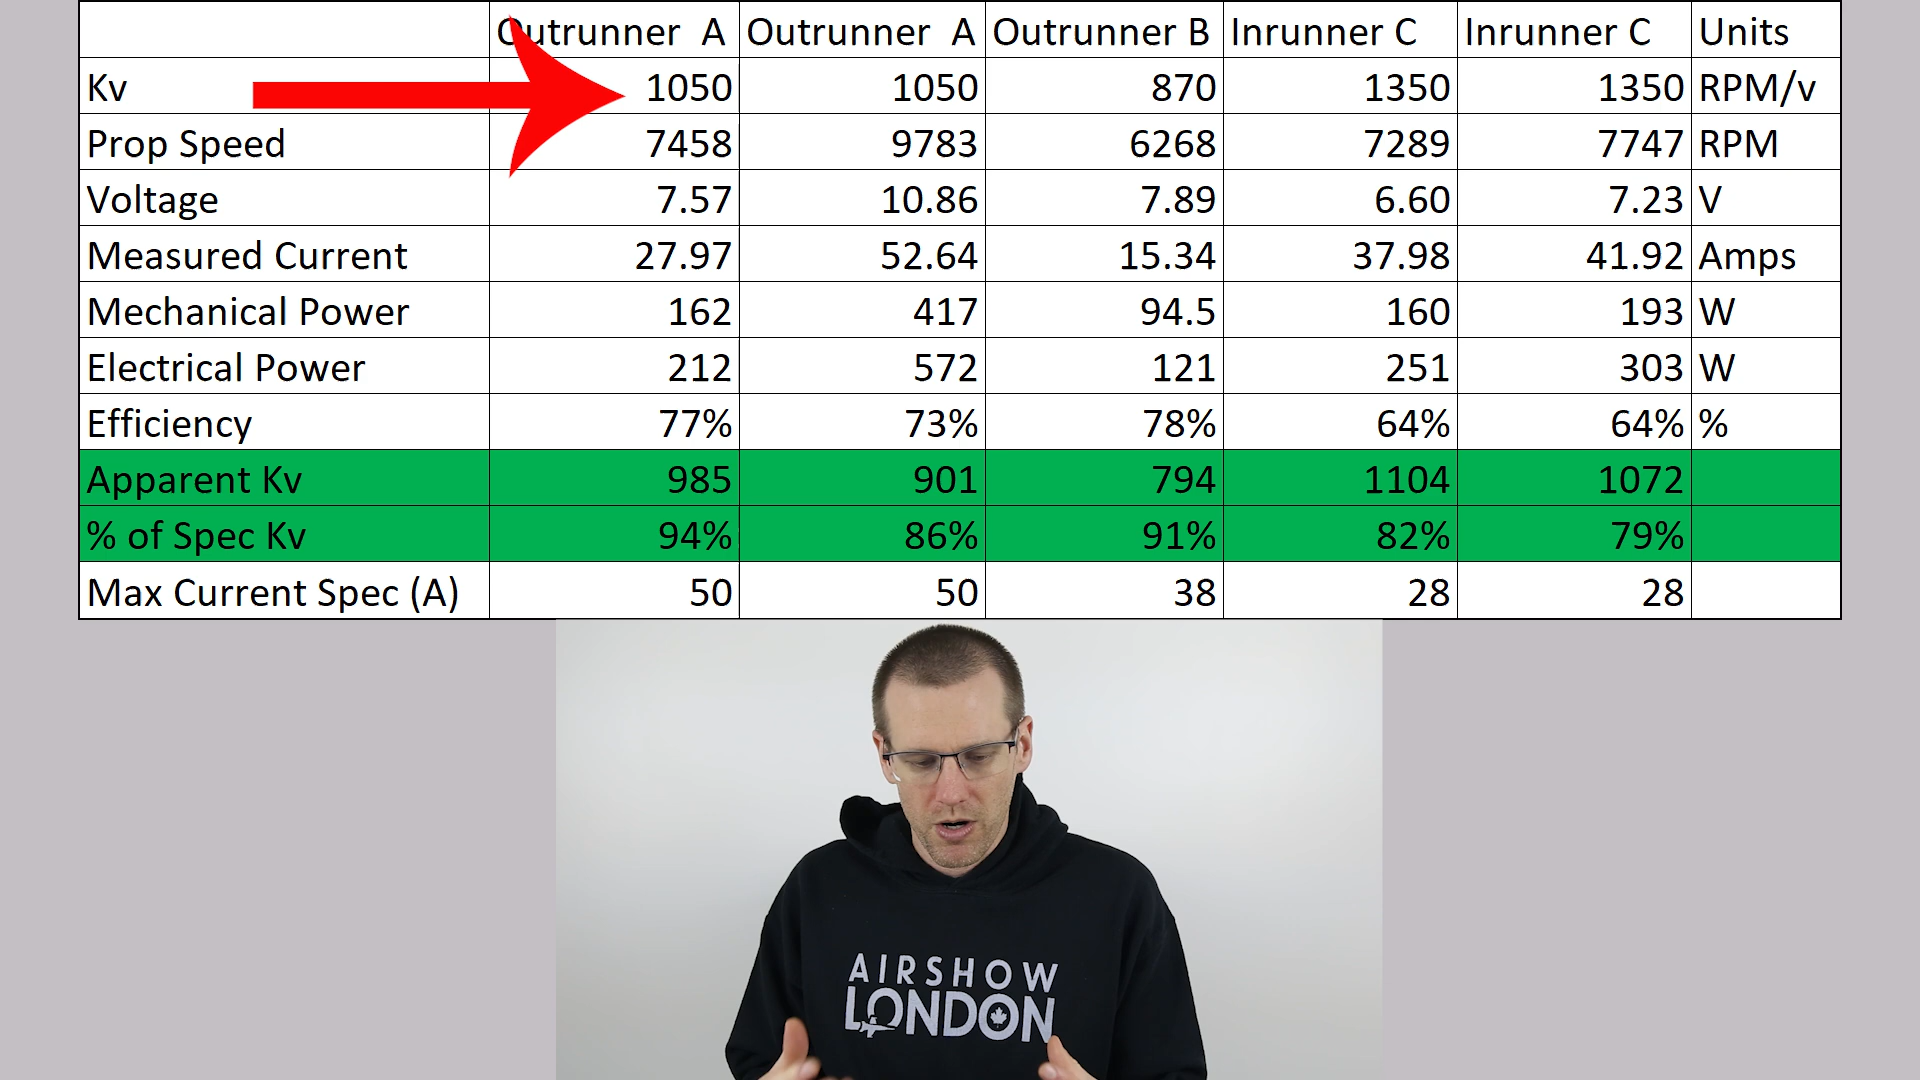 Outrunner A Outrunner A Outrunner B Inrunner C Inrunner C Units
Kv 1050 1050 870 1350 1350 RPM/v
Prop Speed 7458 9783 6268 7289 7747 RPM
Voltage 7.57 10.86 7.89 6.60 7.23 V
Measured Current 27.97 52.64 15.34 37.98 41.92 Amps
Mechanical Power 162 417 94.5 160 193 W
Electrical Power 212 572 121 251 303 W
Efficiency 77% 73% 78% 64% 64% %
Apparent Kv 985 901 794 1104 1072
% of Spec Kv 94% 86% 91% 82% 79%
Max Current Spec (A) 50 50 38 28 28
AIRSHOW
LONDON